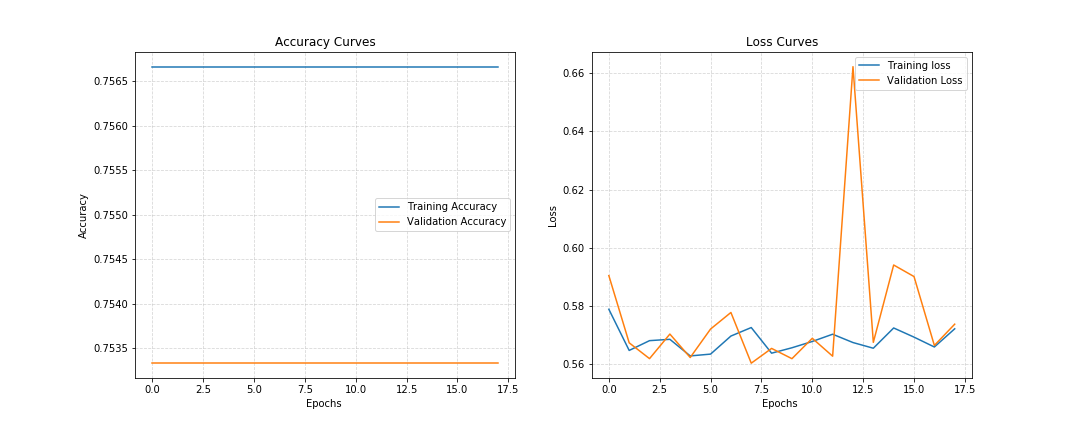 Accuracy Curves
Accuracy
0.7565
0.7560
0.7555
0.7550
0.7545
0.7540
0.7535
Training Accuracy
Validation Accuracy
0.0 2.5 5.0 7.5 10.0 12.5 15.0 17.5
Epochs
Loss Curves
Loss
0.66
0.64
0.62
0.60
0.58
0.56
Training loss
Validation Loss
0.0 2.5 5.0 7.5 10.0 12.5 15.0 17.5
Epochs